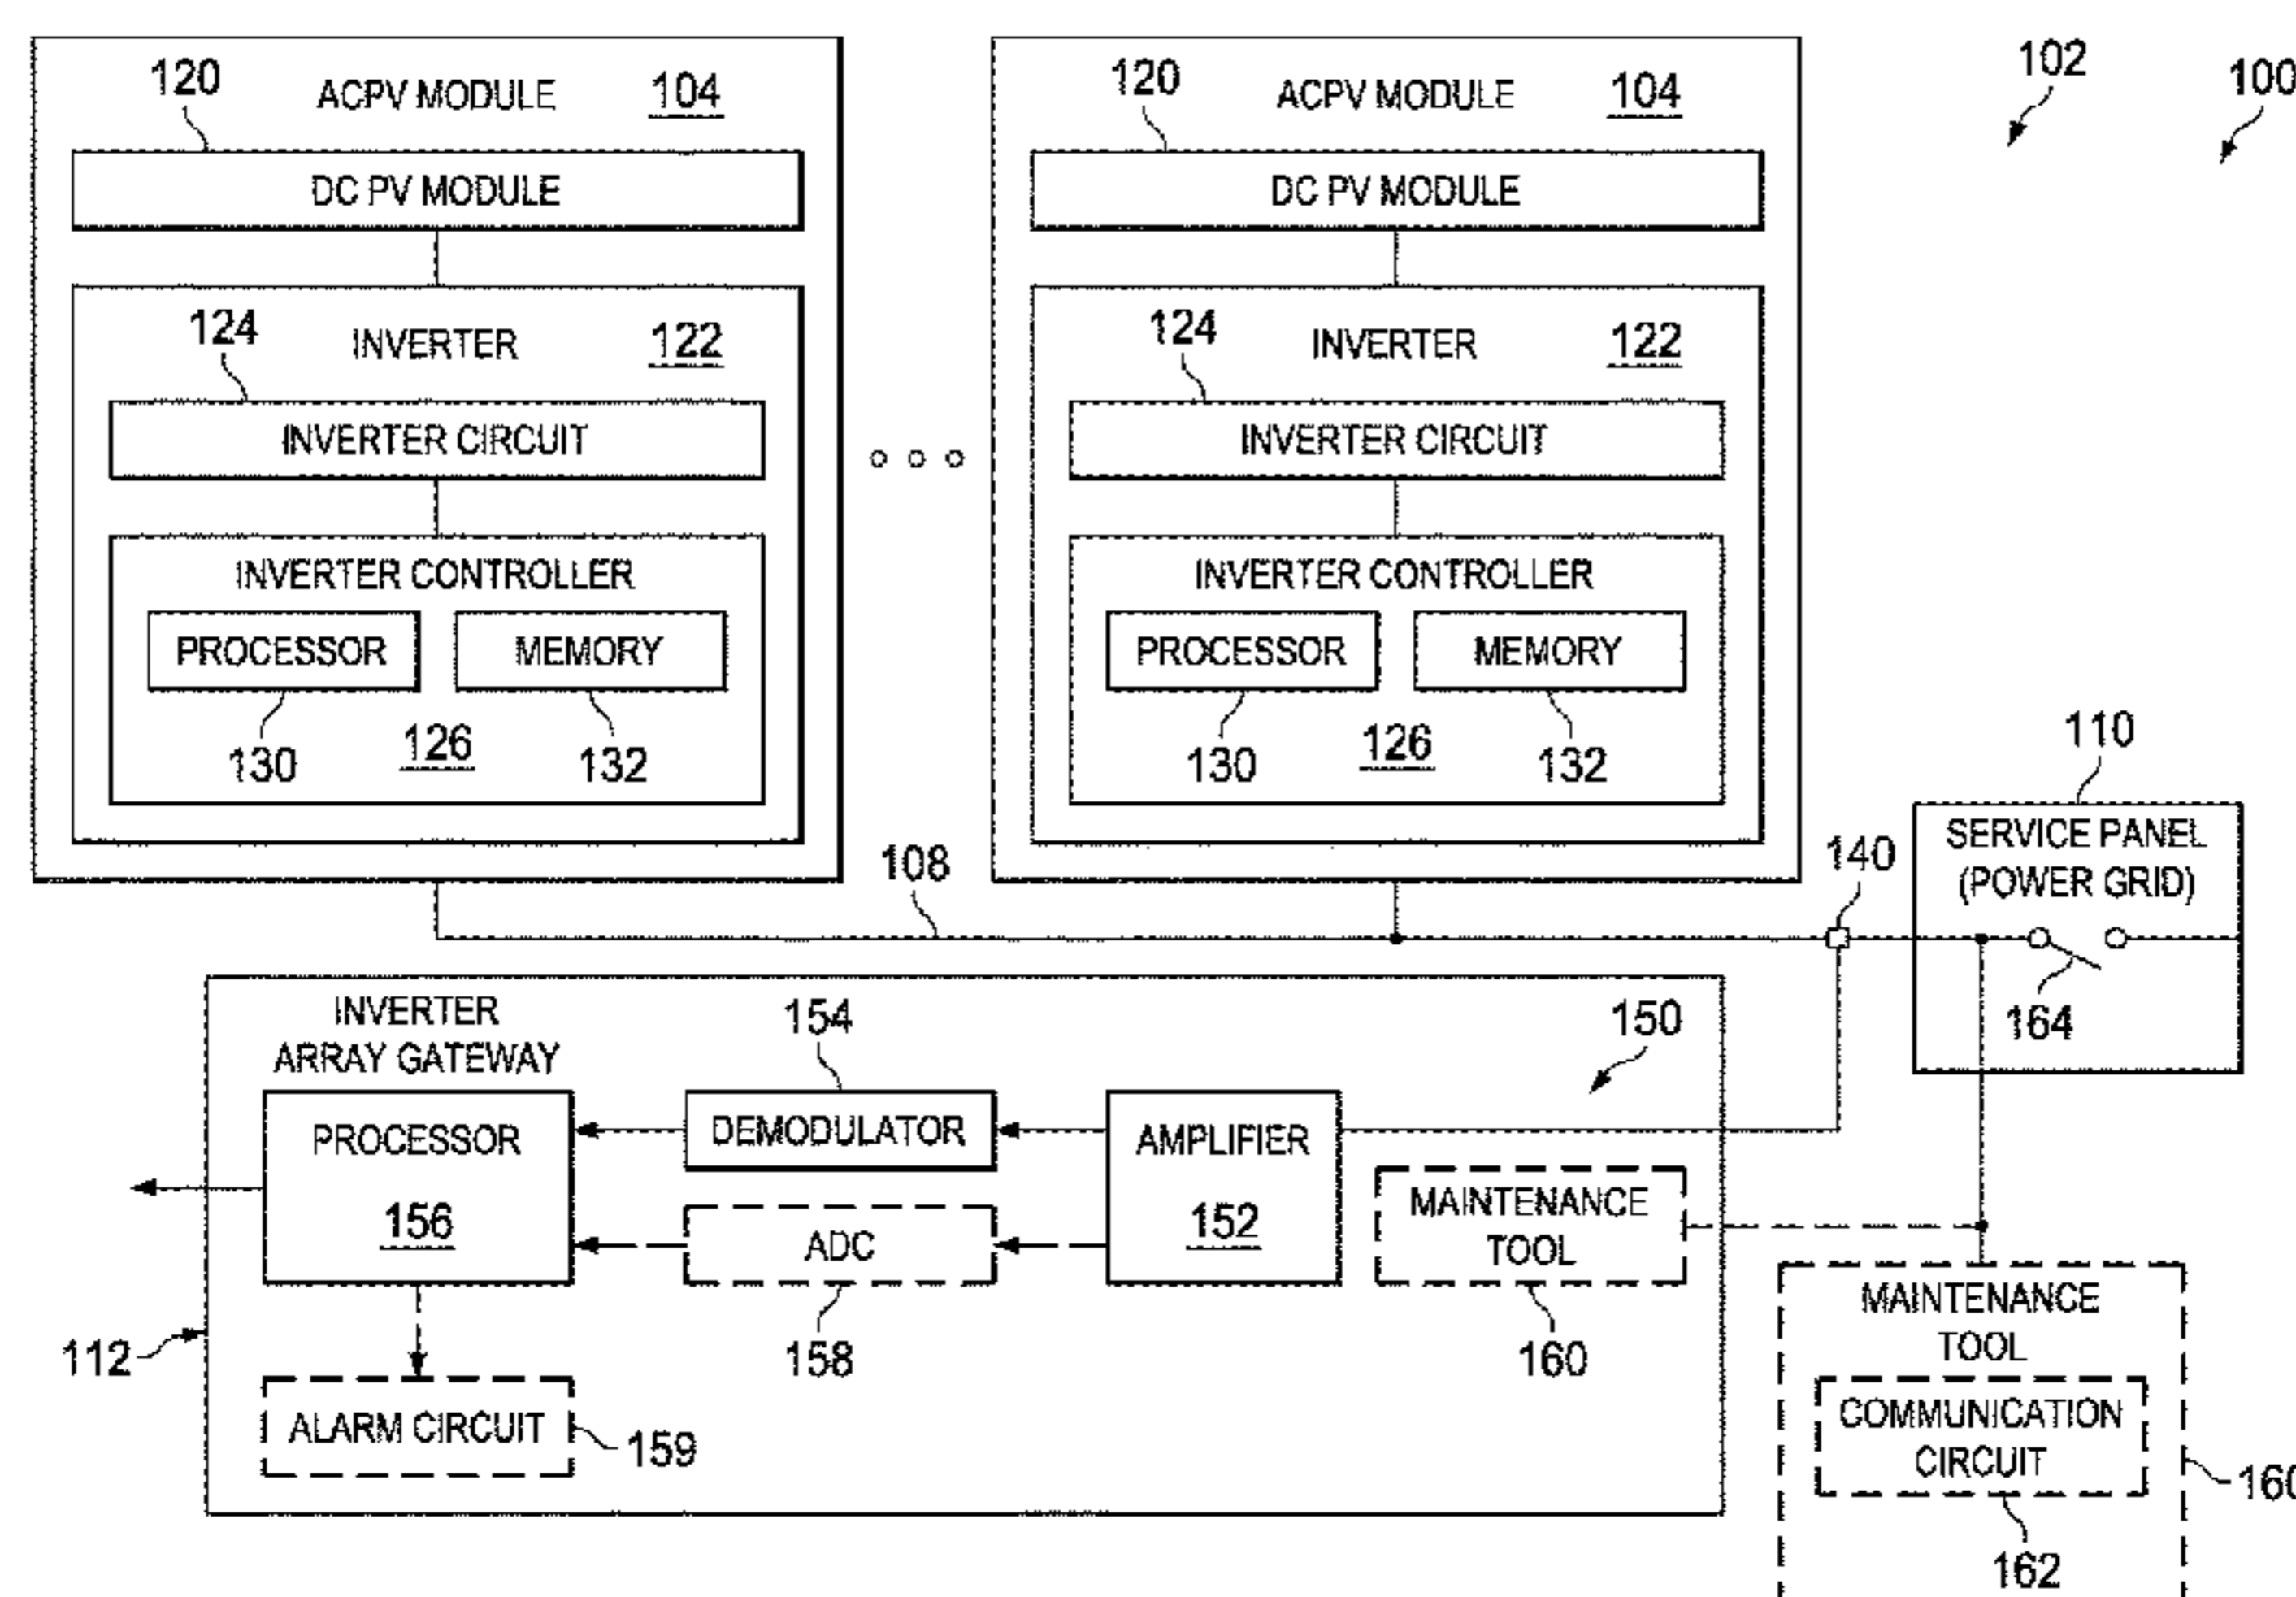 120
ACPV MODULE 104
DC PV MODULE
124
INVERTER 122
INVERTER CIRCUIT
INVERTER CONTROLLER
PROCESSOR MEMORY
130 126 132
120
ACPV MODULE 104
DC PV MODULE
124
INVERTER 122
INVERTER CIRCUIT
INVERTER CONTROLLER
PROCESSOR MEMORY
130 126 132
102
100
108
140
110
SERVICE PANEL
(POWER GRID)
164
INVERTER
ARRAY GATEWAY
154
150
PROCESSOR
156
DEMODULATOR
AMPLIFIER
152
ADC
158
MAINTENANCE
TOOL
160
112
ALARM CIRCUIT
159
MAINTENANCE
TOOL
COMMUNICATION
CIRCUIT
162
160